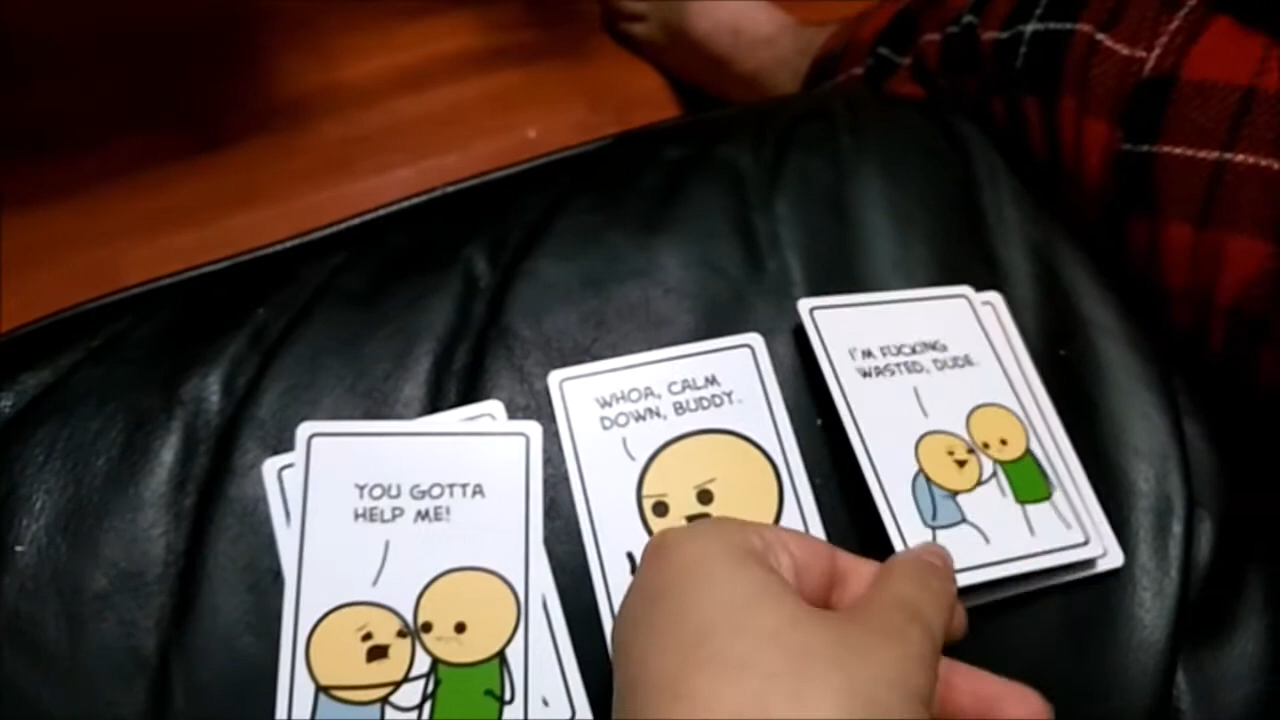 YOU GOTTA
HELP ME!
WHOA, CALM
DOWN, BUDDY.
I'M FUCKING
WASTED, DUDE.